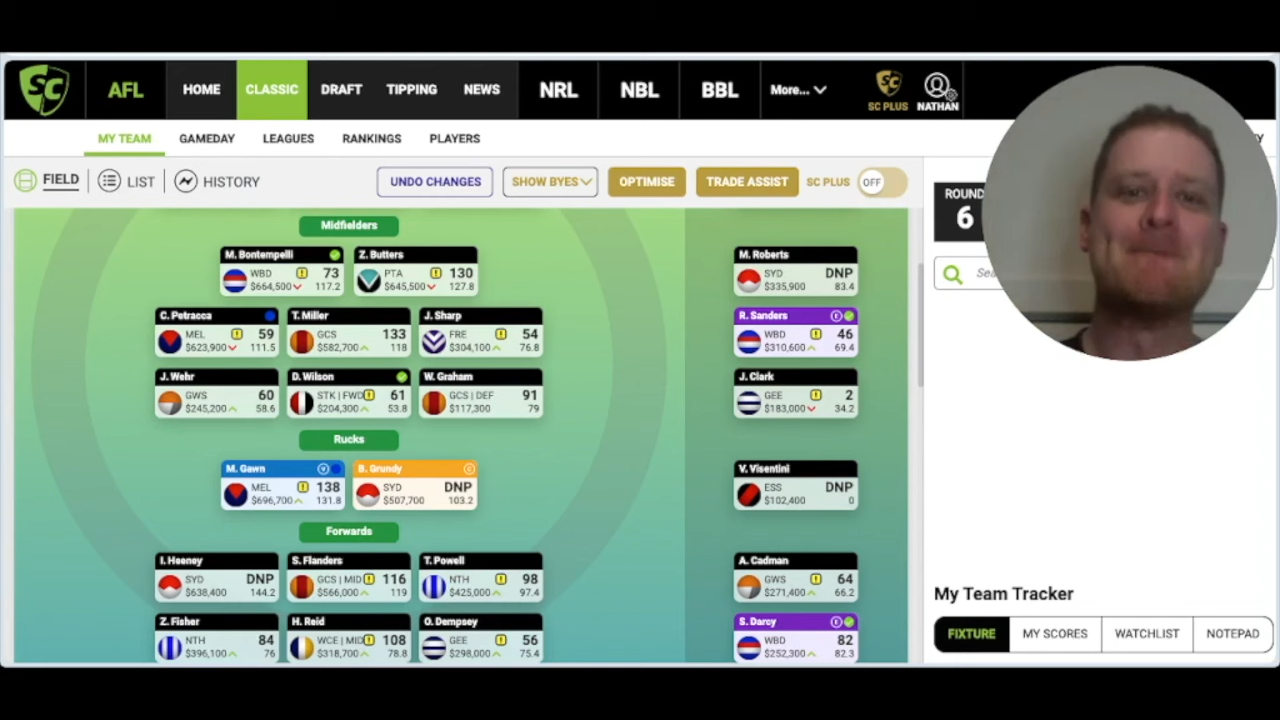 SC
AFL
HOME
CLASSIC
DRAFT
TIPPING
NEWS
NRL
NBL
BBL
More...
SC PLUS
NATHAN
MY TEAM
GAMEDAY
LEAGUES
RANKINGS
PLAYERS
FIELD
LIST
HISTORY
UNDO CHANGES
SHOW BYES
OPTIMISE
TRADE ASSIST
SC PLUS
OFF
ROUND
6
Midfielders
M. Bontempelli
WBD 73
$664,500 117.2
Z. Butters
PTA 130
$645,500 127.8
M. Roberts
SYD DNP
$335,900 83.4
C. Petracca
MEL 59
$623,900 111.5
T. Miller
GCS 133
$582,700 118
J. Sharp
FRE 54
$304,100 76.8
R. Sanders E
WBD 46
$310,600 69.4
J. Wehr
GWS 60
$245,200 58.6
D. Wilson
STK | FWD 61
$204,300 53.8
W. Graham
GCS | DEF 91
$117,300 79
J. Clark
GEE 2
$183,000 34.2
Rucks
M. Gawn V
MEL 138
$696,700 131.8
B. Grundy C
SYD DNP
$507,700 103.2
V. Visentini
ESS DNP
$102,400 0
Forwards
I. Heeney
SYD DNP
$638,400 144.2
S. Flanders
GCS | MID 116
$566,000 119
T. Powell
NTH 98
$425,000 97.4
A. Cadman
GWS 64
$271,400 66.2
Z. Fisher
NTH 84
$396,100 76
H. Reid
WCE | MID 108
$318,700 78.8
O. Dempsey
GEE 56
$298,000 75.4
S. Darcy E
WBD 82
$252,300 82.3
My Team Tracker
FIXTURE
MY SCORES
WATCHLIST
NOTEPAD